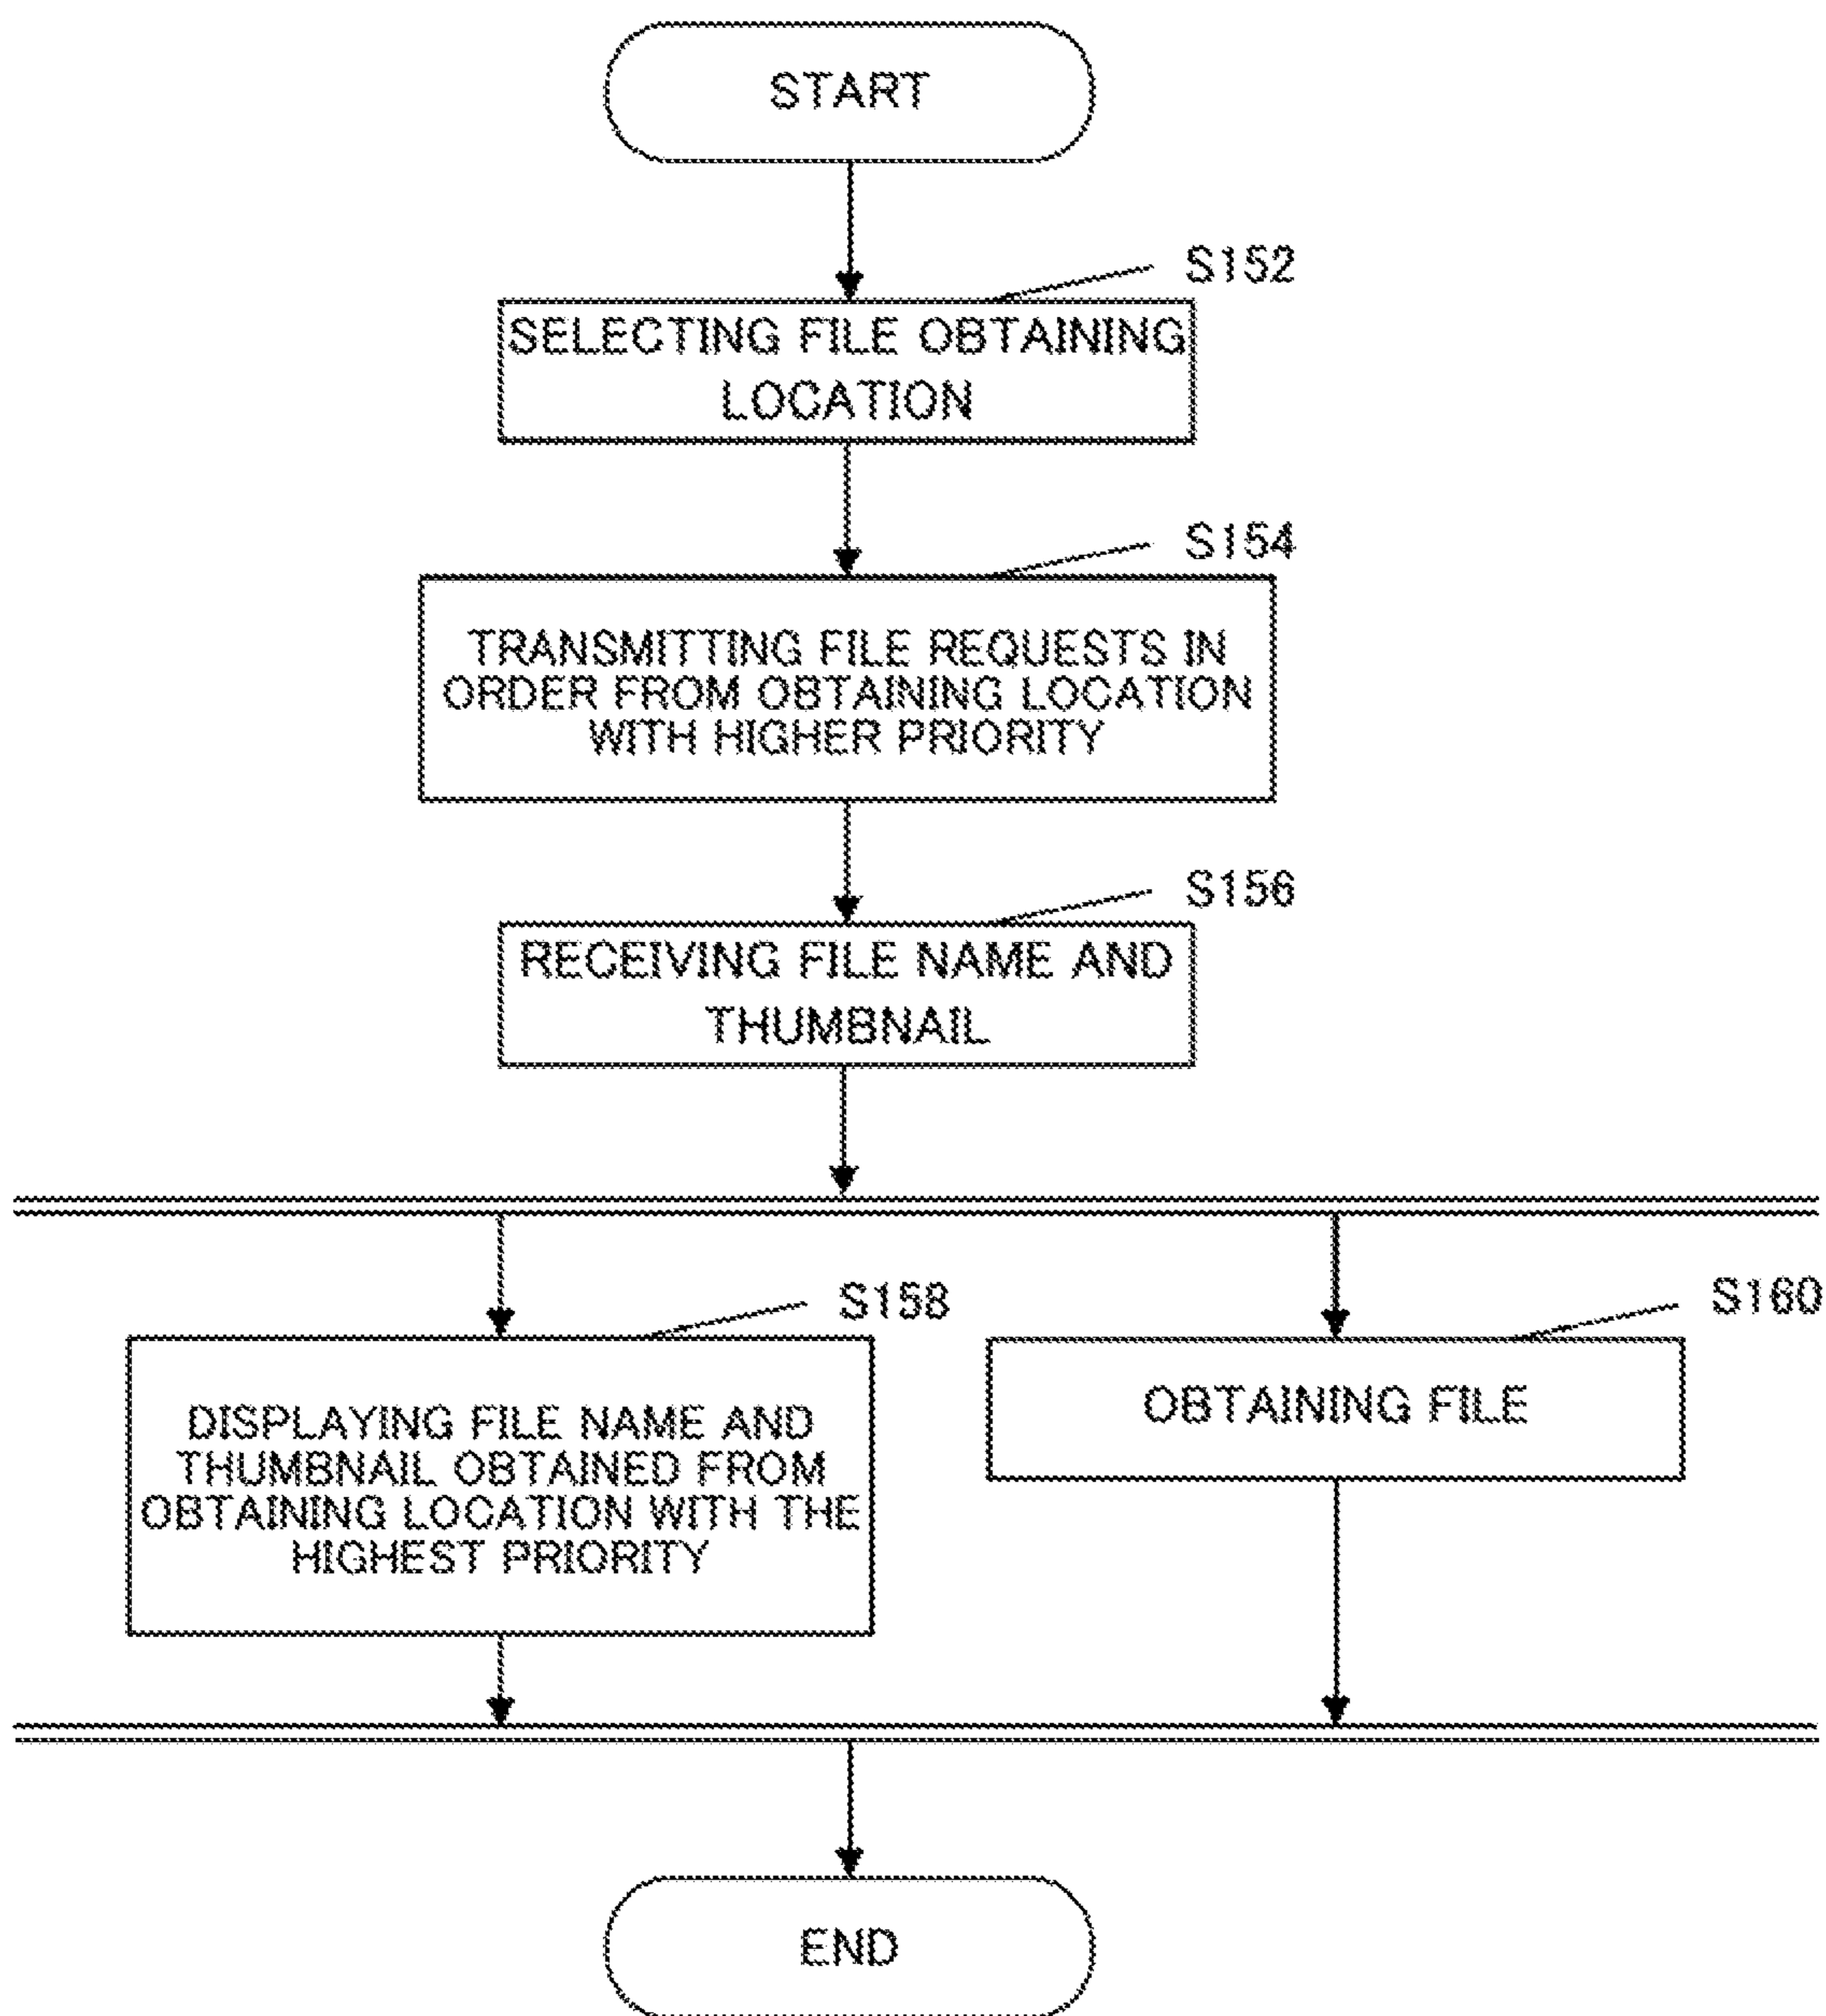 START
S152
SELECTING FILE OBTAINING
LOCATION
S154
TRANSMITTING FILE REQUESTS IN
ORDER FROM OBTAINING LOCATION
WITH HIGHER PRIORITY
S156
RECEIVING FILE NAME AND
THUMBNAIL
S158
DISPLAYING FILE NAME AND
THUMBNAIL OBTAINED FROM
OBTAINING LOCATION WITH THE
HIGHEST PRIORITY
S160
OBTAINING FILE
END